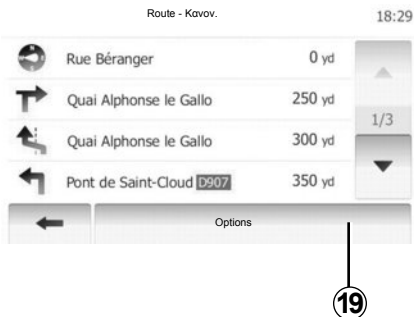 Route - Κανον. 18:29
Rue Béranger 0 yd
Quai Alphonse le Gallo 250 yd
1/3
Quai Alphonse le Gallo 300 yd
Pont de Saint-Cloud D907 350 yd
Options
19